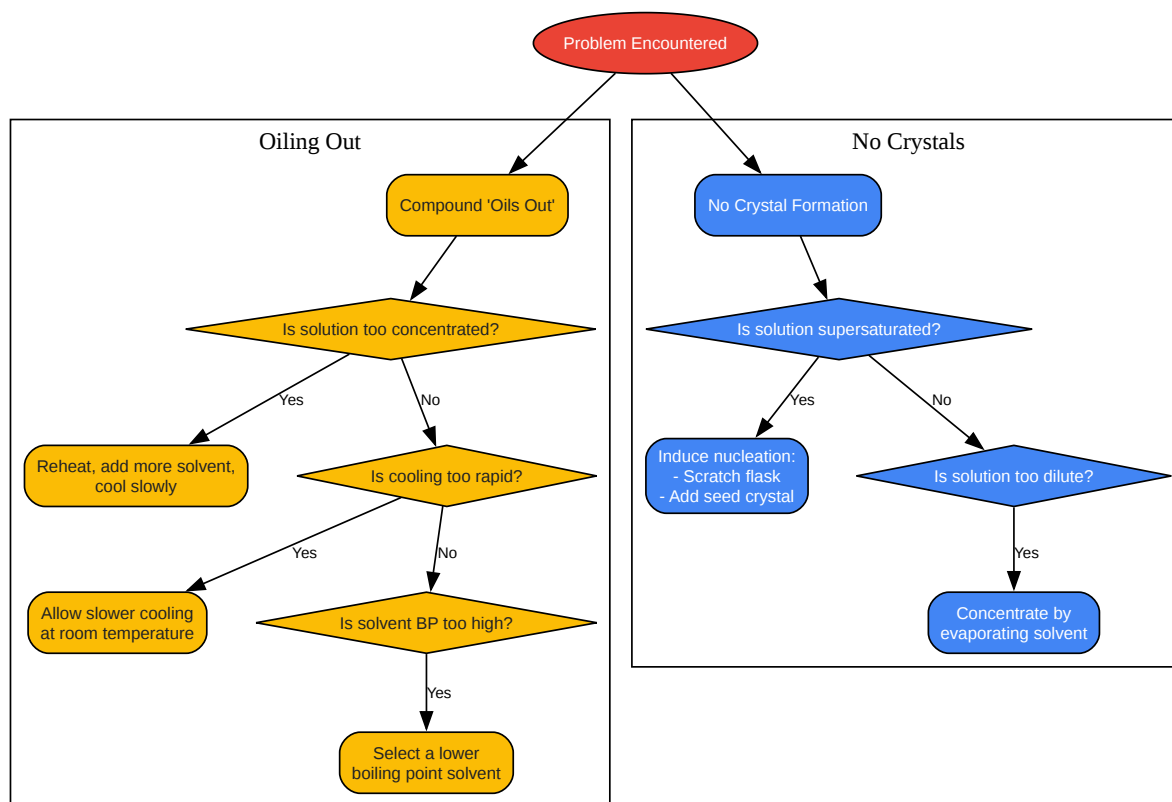 Problem Encountered
Oiling Out
Compound 'Oils Out'
Is solution too concentrated?
Yes
No
Reheat, add more solvent,
cool slowly
Is cooling too rapid?
Yes
No
Allow slower cooling
at room temperature
Is solvent BP too high?
Yes
Select a lower
boiling point solvent
No Crystals
No Crystal Formation
Is solution supersaturated?
Yes
No
Induce nucleation:
- Scratch flask
- Add seed crystal
Is solution too dilute?
Yes
Concentrate by
evaporating solvent